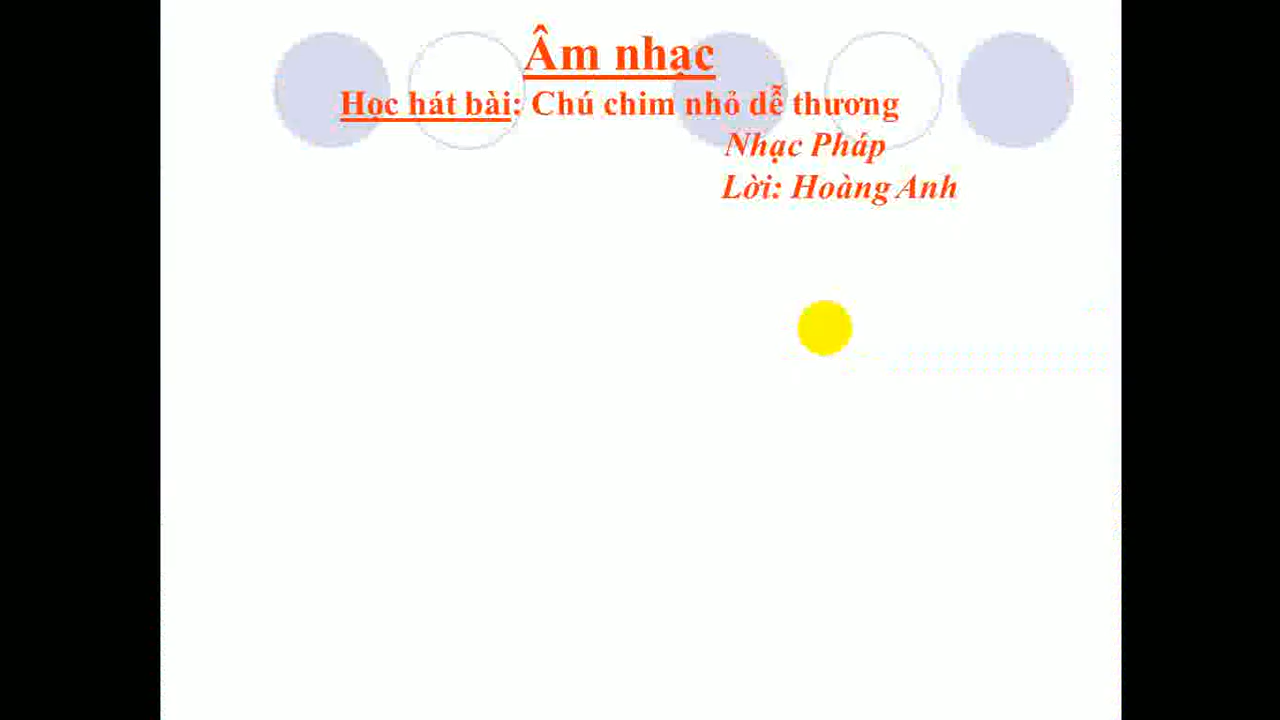 Âm nhạc
Học hát bài: Chú chim nhỏ dễ thương
Nhạc Pháp
Lời: Hoàng Anh